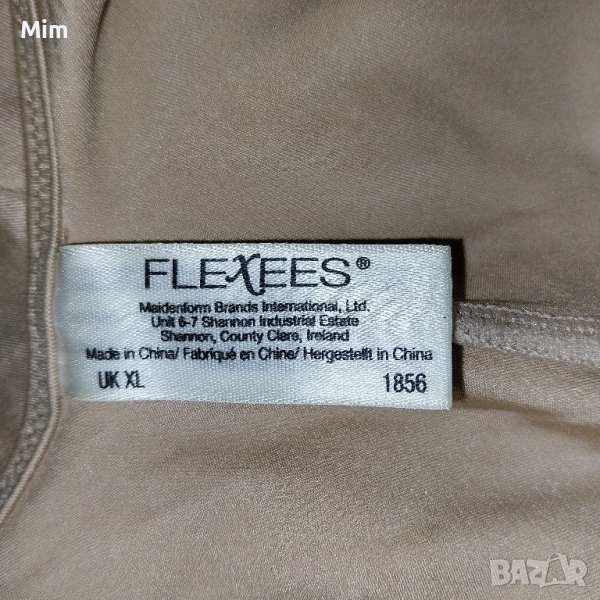 Mim
FLEXEES®
Maidenform Brands International, Ltd.
Unit 6-7 Shannon Industrial Estate
Shannon, County Clare, Ireland
Made in China/ Fabriqué en Chine/ Hergestellt in China
UK XL 1856
BAZAR